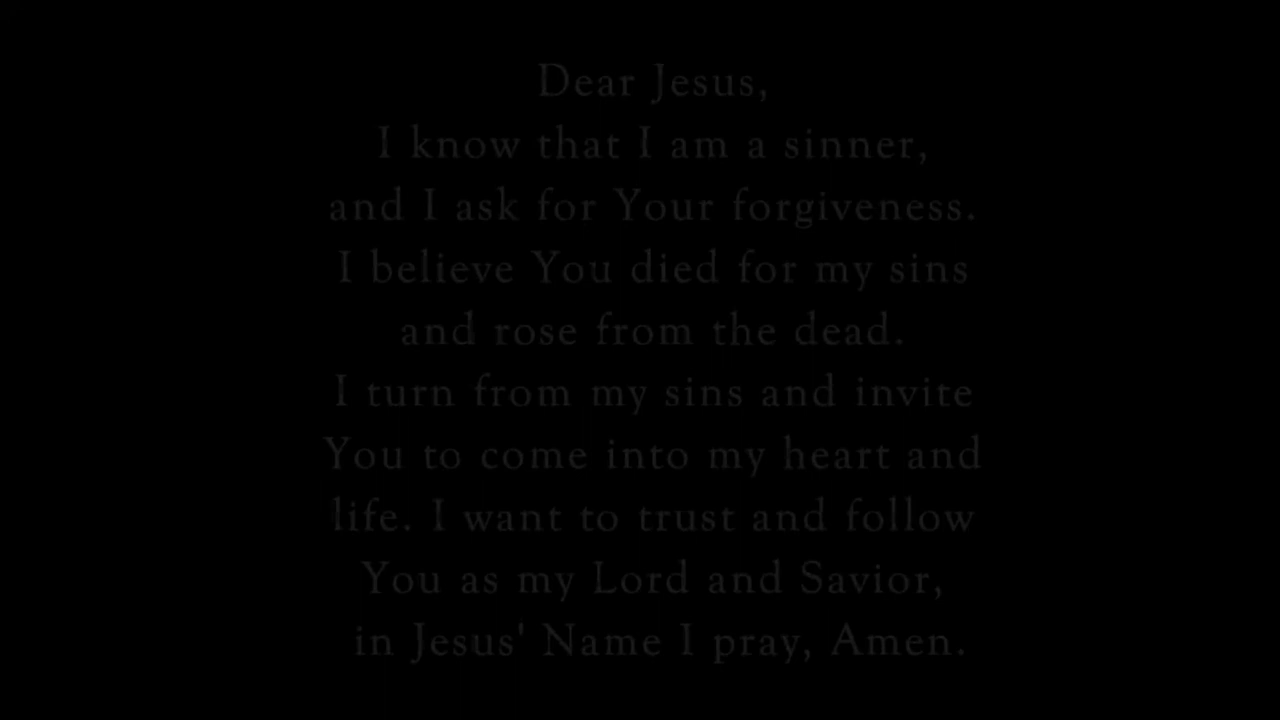 Dear Jesus,
I know that I am a sinner,
and I ask for Your forgiveness.
I believe You died for my sins
and rose from the dead.
I turn from my sins and invite
You to come into my heart and
life. I want to trust and follow
You as my Lord and Savior,
in Jesus' Name I pray, Amen.